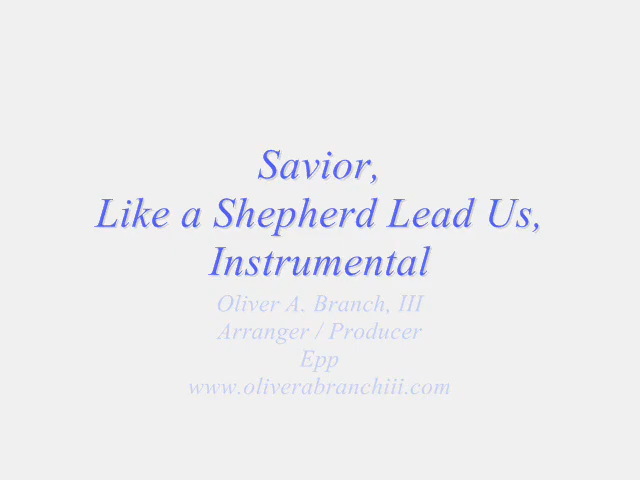 Savior,
Like a Shepherd Lead Us,
Instrumental
Oliver A. Branch, III
Arranger / Producer
Epp
www.oliverabranchiii.com